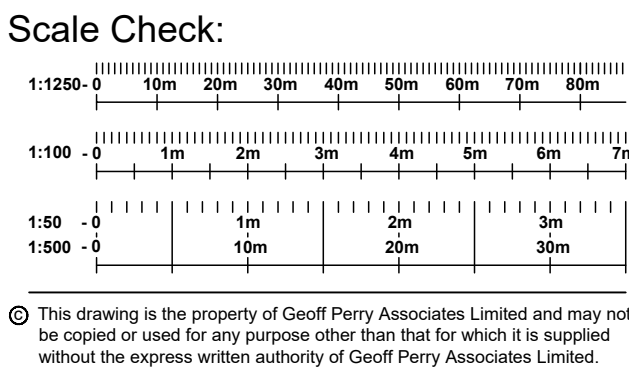 Scale Check:
1:1250- 0 10m 20m 30m 40m 50m 60m 70m 80m
1:100 - 0 1m 2m 3m 4m 5m 6m 7m
1:50 - 0 1m 2m 3m
1:500 - 0 10m 20m 30m
© This drawing is the property of Geoff Perry Associates Limited and may not
be copied or used for any purpose other than that for which it is supplied
without the express written authority of Geoff Perry Associates Limited.